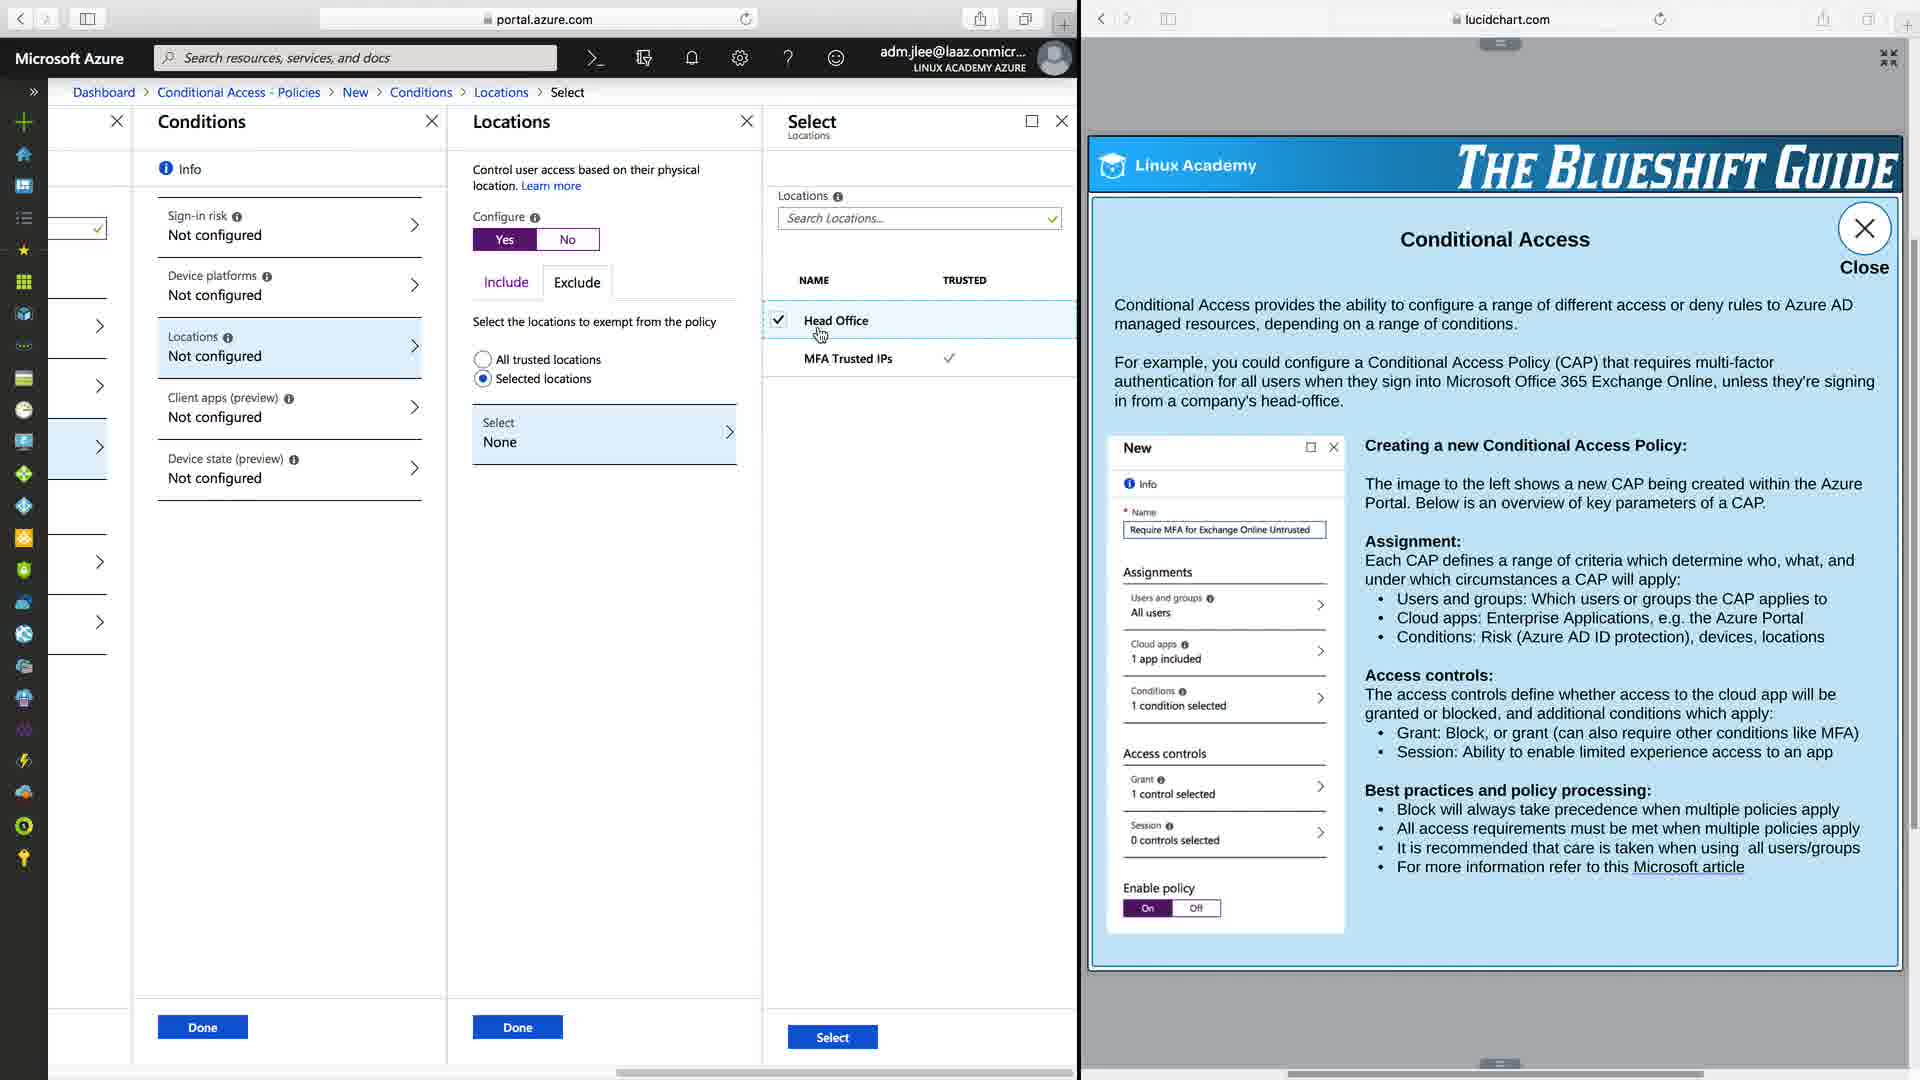 portal.azure.com
Microsoft Azure
Search resources, services, and docs
adm.jlee@laaz.onmicr...
LINUX ACADEMY AZURE
Dashboard > Conditional Access - Policies > New > Conditions > Locations > Select
Conditions
Info
Sign-in risk
Not configured
Device platforms
Not configured
Locations
Not configured
Client apps (preview)
Not configured
Device state (preview)
Not configured
Done
Locations
Control user access based on their physical
location. Learn more
Configure
Yes No
Include Exclude
Select the locations to exempt from the policy
All trusted locations
Selected locations
Select
None
Done
Select
Locations
Locations
Search Locations...
NAME TRUSTED
Head Office
MFA Trusted IPs
Select
lucidchart.com
Linux Academy
THE BLUESHIFT GUIDE
Conditional Access
Close
Conditional Access provides the ability to configure a range of different access or deny rules to Azure AD
managed resources, depending on a range of conditions.
For example, you could configure a Conditional Access Policy (CAP) that requires multi-factor
authentication for all users when they sign into Microsoft Office 365 Exchange Online, unless they're signing
in from a company's head-office.
New
Info
* Name
Require MFA for Exchange Online Untrusted
Assignments
Users and groups
All users
Cloud apps
1 app included
Conditions
1 condition selected
Access controls
Grant
1 control selected
Session
0 controls selected
Enable policy
On Off
Creating a new Conditional Access Policy:
The image to the left shows a new CAP being created within the Azure
Portal. Below is an overview of key parameters of a CAP.
Assignment:
Each CAP defines a range of criteria which determine who, what, and
under which circumstances a CAP will apply:
• Users and groups: Which users or groups the CAP applies to
• Cloud apps: Enterprise Applications, e.g. the Azure Portal
• Conditions: Risk (Azure AD ID protection), devices, locations
Access controls:
The access controls define whether access to the cloud app will be
granted or blocked, and additional conditions which apply:
• Grant: Block, or grant (can also require other conditions like MFA)
• Session: Ability to enable limited experience access to an app
Best practices and policy processing:
• Block will always take precedence when multiple policies apply
• All access requirements must be met when multiple policies apply
• It is recommended that care is taken when using all users/groups
• For more information refer to this Microsoft article